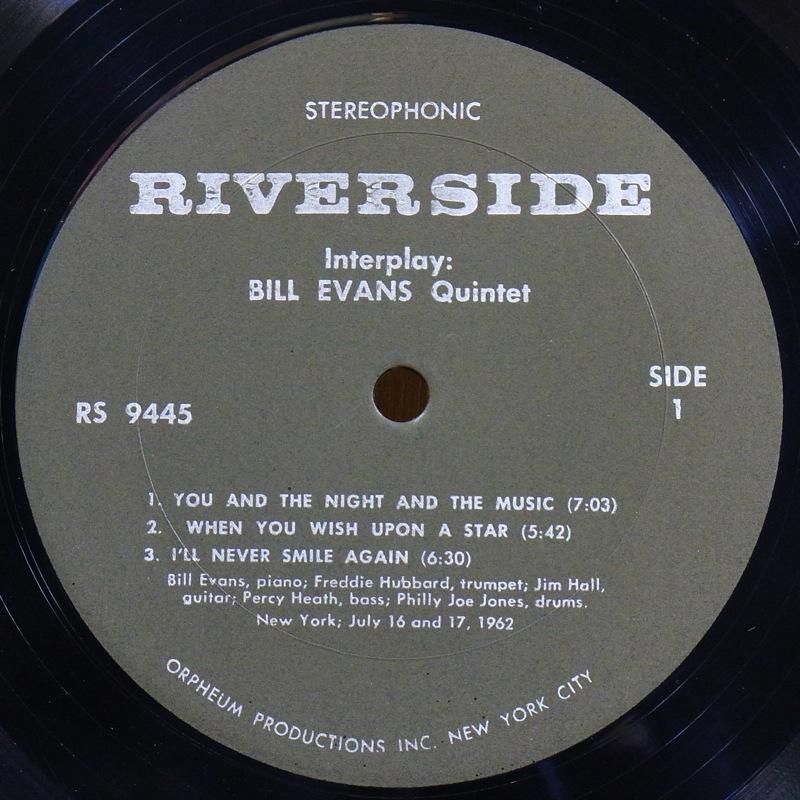 STEREOPHONIC
RIVERSIDE
Interplay:
BILL EVANS Quintet
SIDE
1
RS 9445
1. YOU AND THE NIGHT AND THE MUSIC (7:03)
2. WHEN YOU WISH UPON A STAR (5:42)
3. I'LL NEVER SMILE AGAIN (6:30)
Bill Evans, piano; Freddie Hubbard, trumpet; Jim Hall,
guitar; Percy Heath, bass; Philly Joe Jones, drums.
New York; July 16 and 17, 1962
ORPHEUM PRODUCTIONS INC. NEW YORK CITY